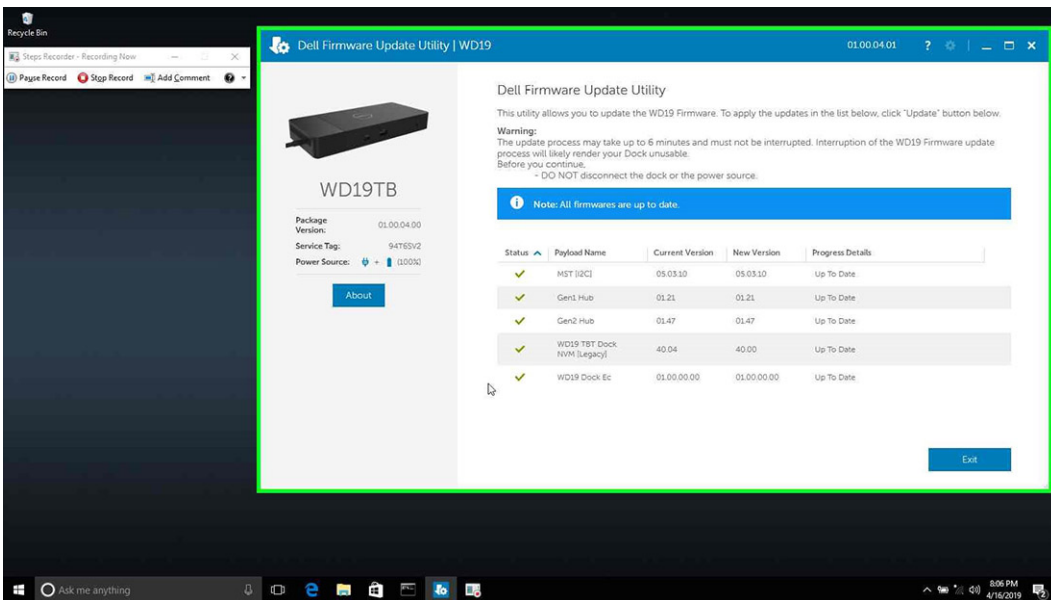 Recycle Bin
Steps Recorder - Recording Now
Pause Record Stop Record Add Comment
Dell Firmware Update Utility | WD19
01.00.04.01
WD19TB
Package Version: 01.00.04.00
Service Tag: 94T6SV2
Power Source: + (100%)
About
Dell Firmware Update Utility
This utility allows you to update the WD19 Firmware. To apply the updates in the list below, click "Update" button below.
Warning:
The update process may take up to 6 minutes and must not be interrupted. Interruption of the WD19 Firmware update
process will likely render your Dock unusable.
Before you continue,
- DO NOT disconnect the dock or the power source.
Note: All firmwares are up to date.
Status Payload Name Current Version New Version Progress Details
MST [I2C] 05.03.10 05.03.10 Up To Date
Gen1 Hub 01.21 01.21 Up To Date
Gen2 Hub 01.47 01.47 Up To Date
WD19 TBT Dock
NVM [Legacy] 40.04 40.00 Up To Date
WD19 Dock Ec 01.00.00.00 01.00.00.00 Up To Date
Exit
Ask me anything
8:06 PM
4/16/2019
2